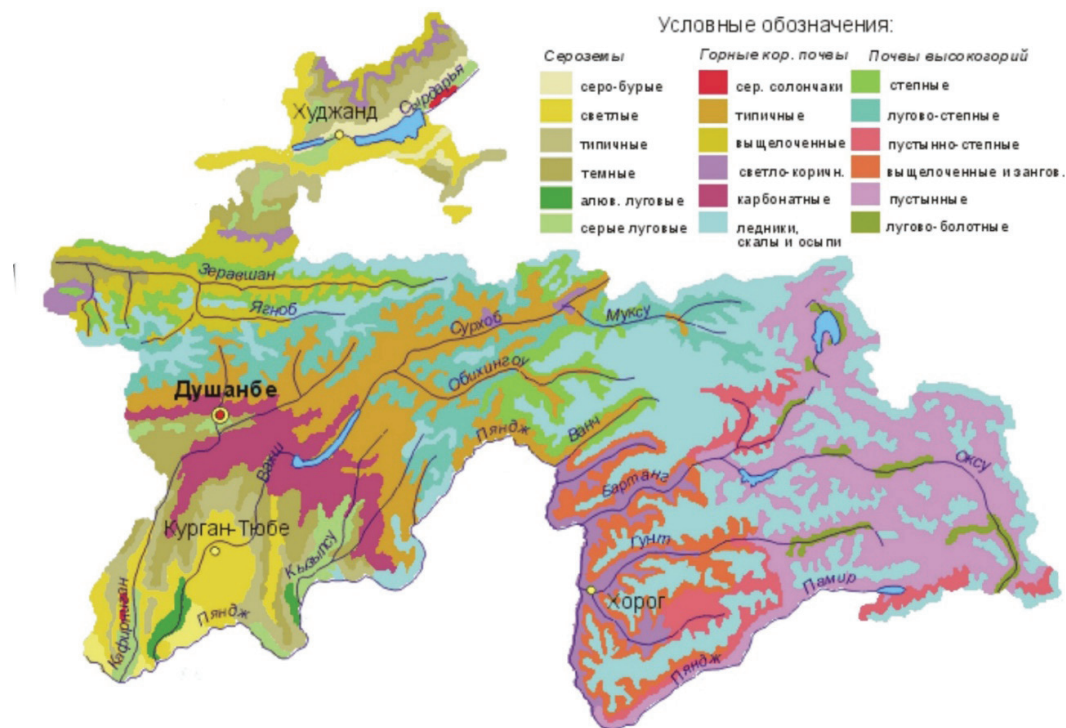 Условные обозначения:
Сероземы
серо-бурые
светлые
типичные
темные
алюв. луговые
серые луговые
Горные кор. почвы
сер. солончаки
типичные
выщелоченные
светло-коричн.
карбонатные
ледники,
скалы и осыпи
Почвы высокогорий
степные
лугово-степные
пустынно-степные
выщелоченные и зангов.
пустынные
лугово-болотные
Худжанд
Сырдарья
Зеравшан
Ягноб
Сурхоб
Муксу
Обихингоу
Душанбе
Пяндж
Ванч
Вахш
Бартанг
Оксу
Курган-Тюбе
Кызылсу
Гунт
Хорог
Памир
Кафирниган
Пяндж
Пяндж